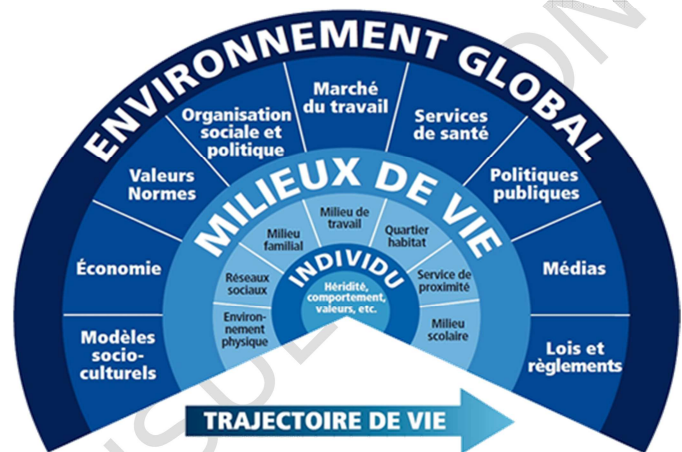 ENVIRONNEMENT GLOBAL
Modèles
socio-
culturels
Économie
Valeurs
Normes
Organisation
sociale et
politique
Marché
du travail
Services
de santé
Politiques
publiques
Médias
Lois et
règlements
MILIEUX DE VIE
Environ-
nement
physique
Réseaux
sociaux
Milieu
familial
Milieu de
travail
Quartier
habitat
Service de
proximité
Milieu
scolaire
INDIVIDU
Héridité,
comportement,
valeurs, etc.
TRAJECTOIRE DE VIE